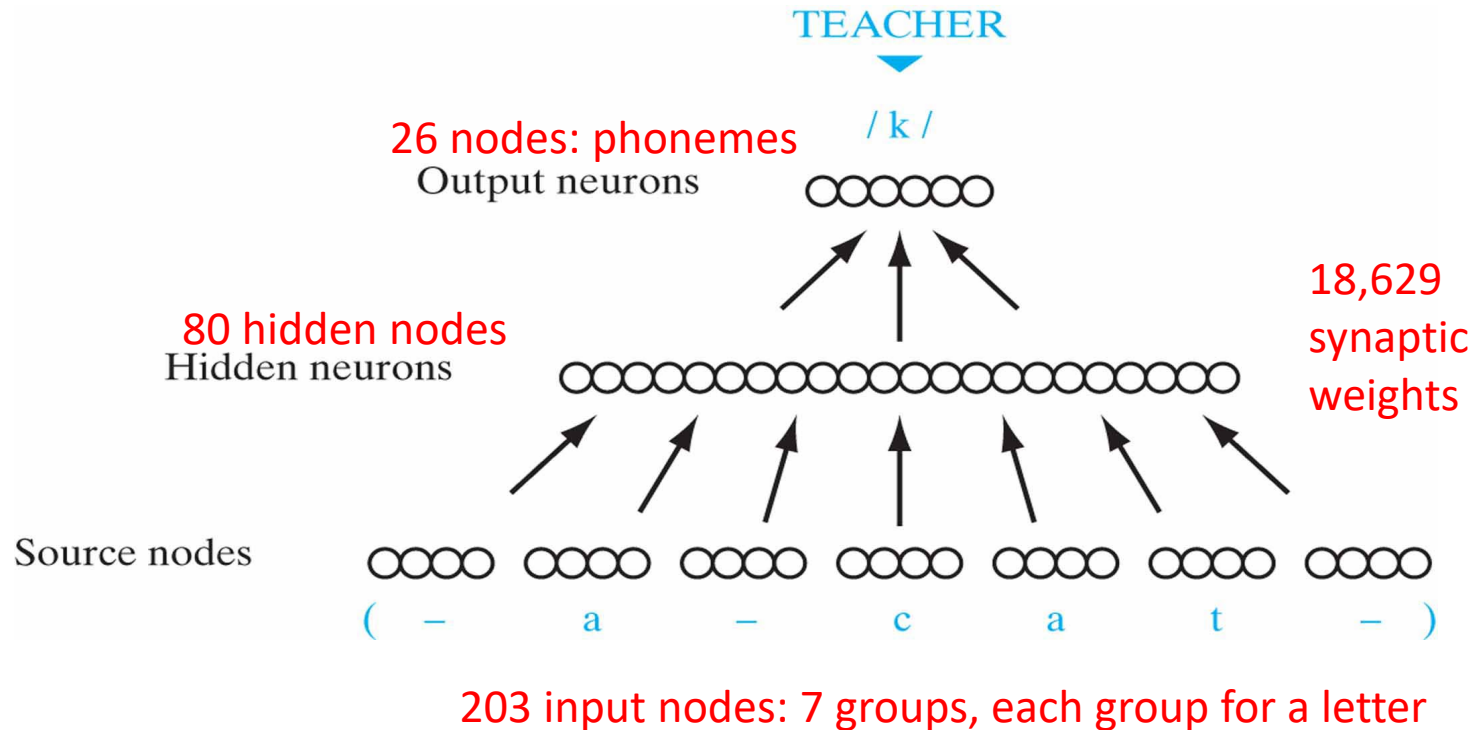 TEACHER
/ k /
26 nodes: phonemes
Output neurons
18,629
synaptic
weights
80 hidden nodes
Hidden neurons
Source nodes
( – a – c a t – )
203 input nodes: 7 groups, each group for a letter